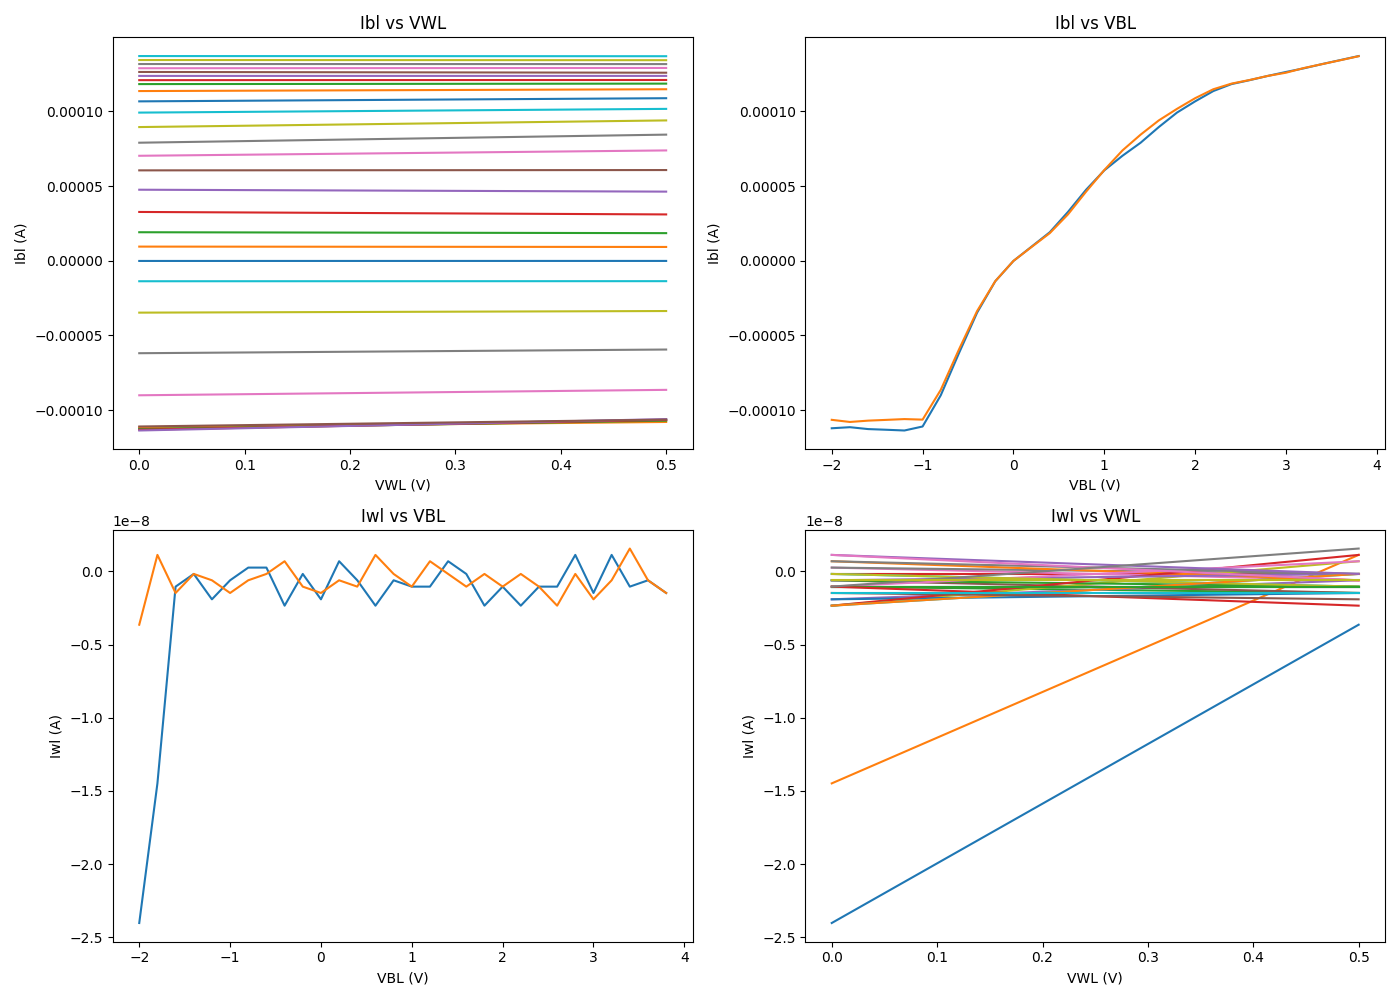 Ibl vs VWL
Ibl (A)
0.00010
0.00005
0.00000
−0.00005
−0.00010
0.0 0.1 0.2 0.3 0.4 0.5
VWL (V)
Ibl vs VBL
Ibl (A)
0.00010
0.00005
0.00000
−0.00005
−0.00010
−2 −1 0 1 2 3 4
VBL (V)
Iwl vs VBL
1e−8
Iwl (A)
0.0
−0.5
−1.0
−1.5
−2.0
−2.5
−2 −1 0 1 2 3 4
VBL (V)
Iwl vs VWL
1e−8
Iwl (A)
0.0
−0.5
−1.0
−1.5
−2.0
−2.5
0.0 0.1 0.2 0.3 0.4 0.5
VWL (V)